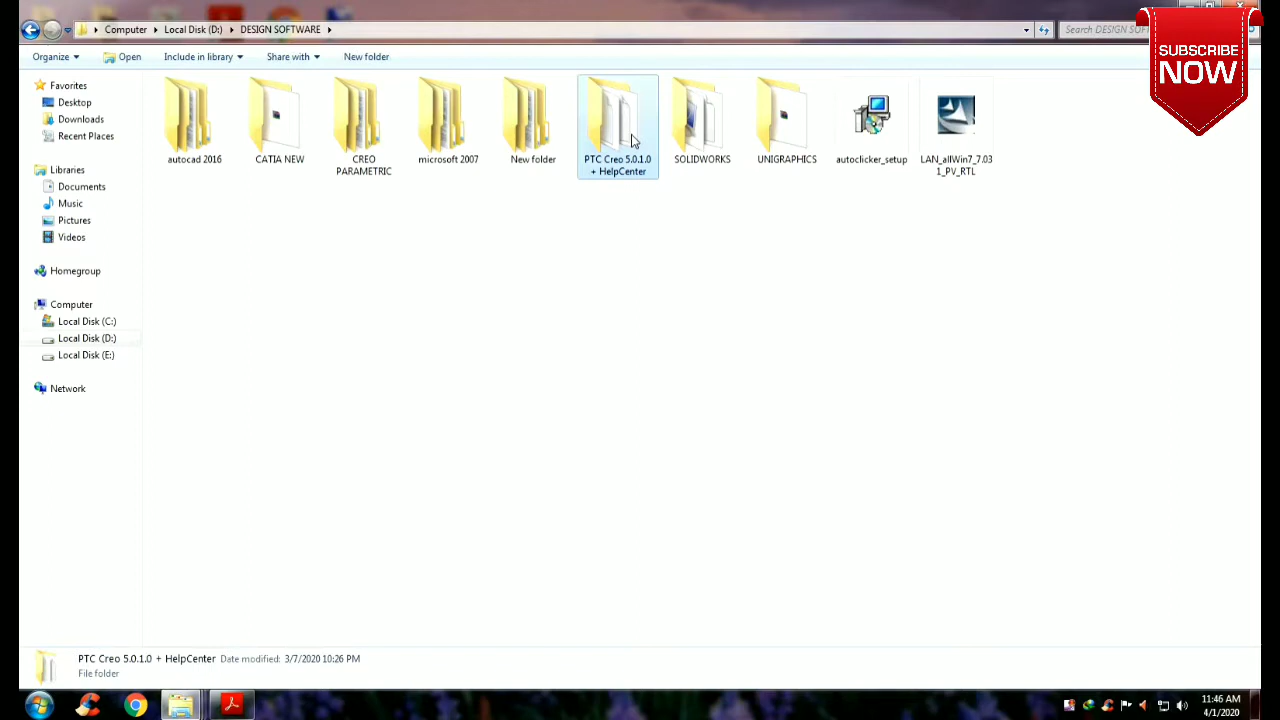 Computer Local Disk (D:) DESIGN SOFTWARE
Search DESIGN SOF
SUBSCRIBE
NOW
Organize Open Include in library Share with New folder
Favorites
Desktop
Downloads
Recent Places
Libraries
Documents
Music
Pictures
Videos
Homegroup
Computer
Local Disk (C:)
Local Disk (D:)
Local Disk (E:)
Network
autocad 2016
CATIA NEW
CREO
PARAMETRIC
microsoft 2007
New folder
PTC Creo 5.0.1.0
+ HelpCenter
SOLIDWORKS
UNIGRAPHICS
autoclicker_setup
LAN_allWin7_7.03
1_PV_RTL
PTC Creo 5.0.1.0 + HelpCenter Date modified: 3/7/2020 10:26 PM
File folder
11:46 AM
4/1/2020